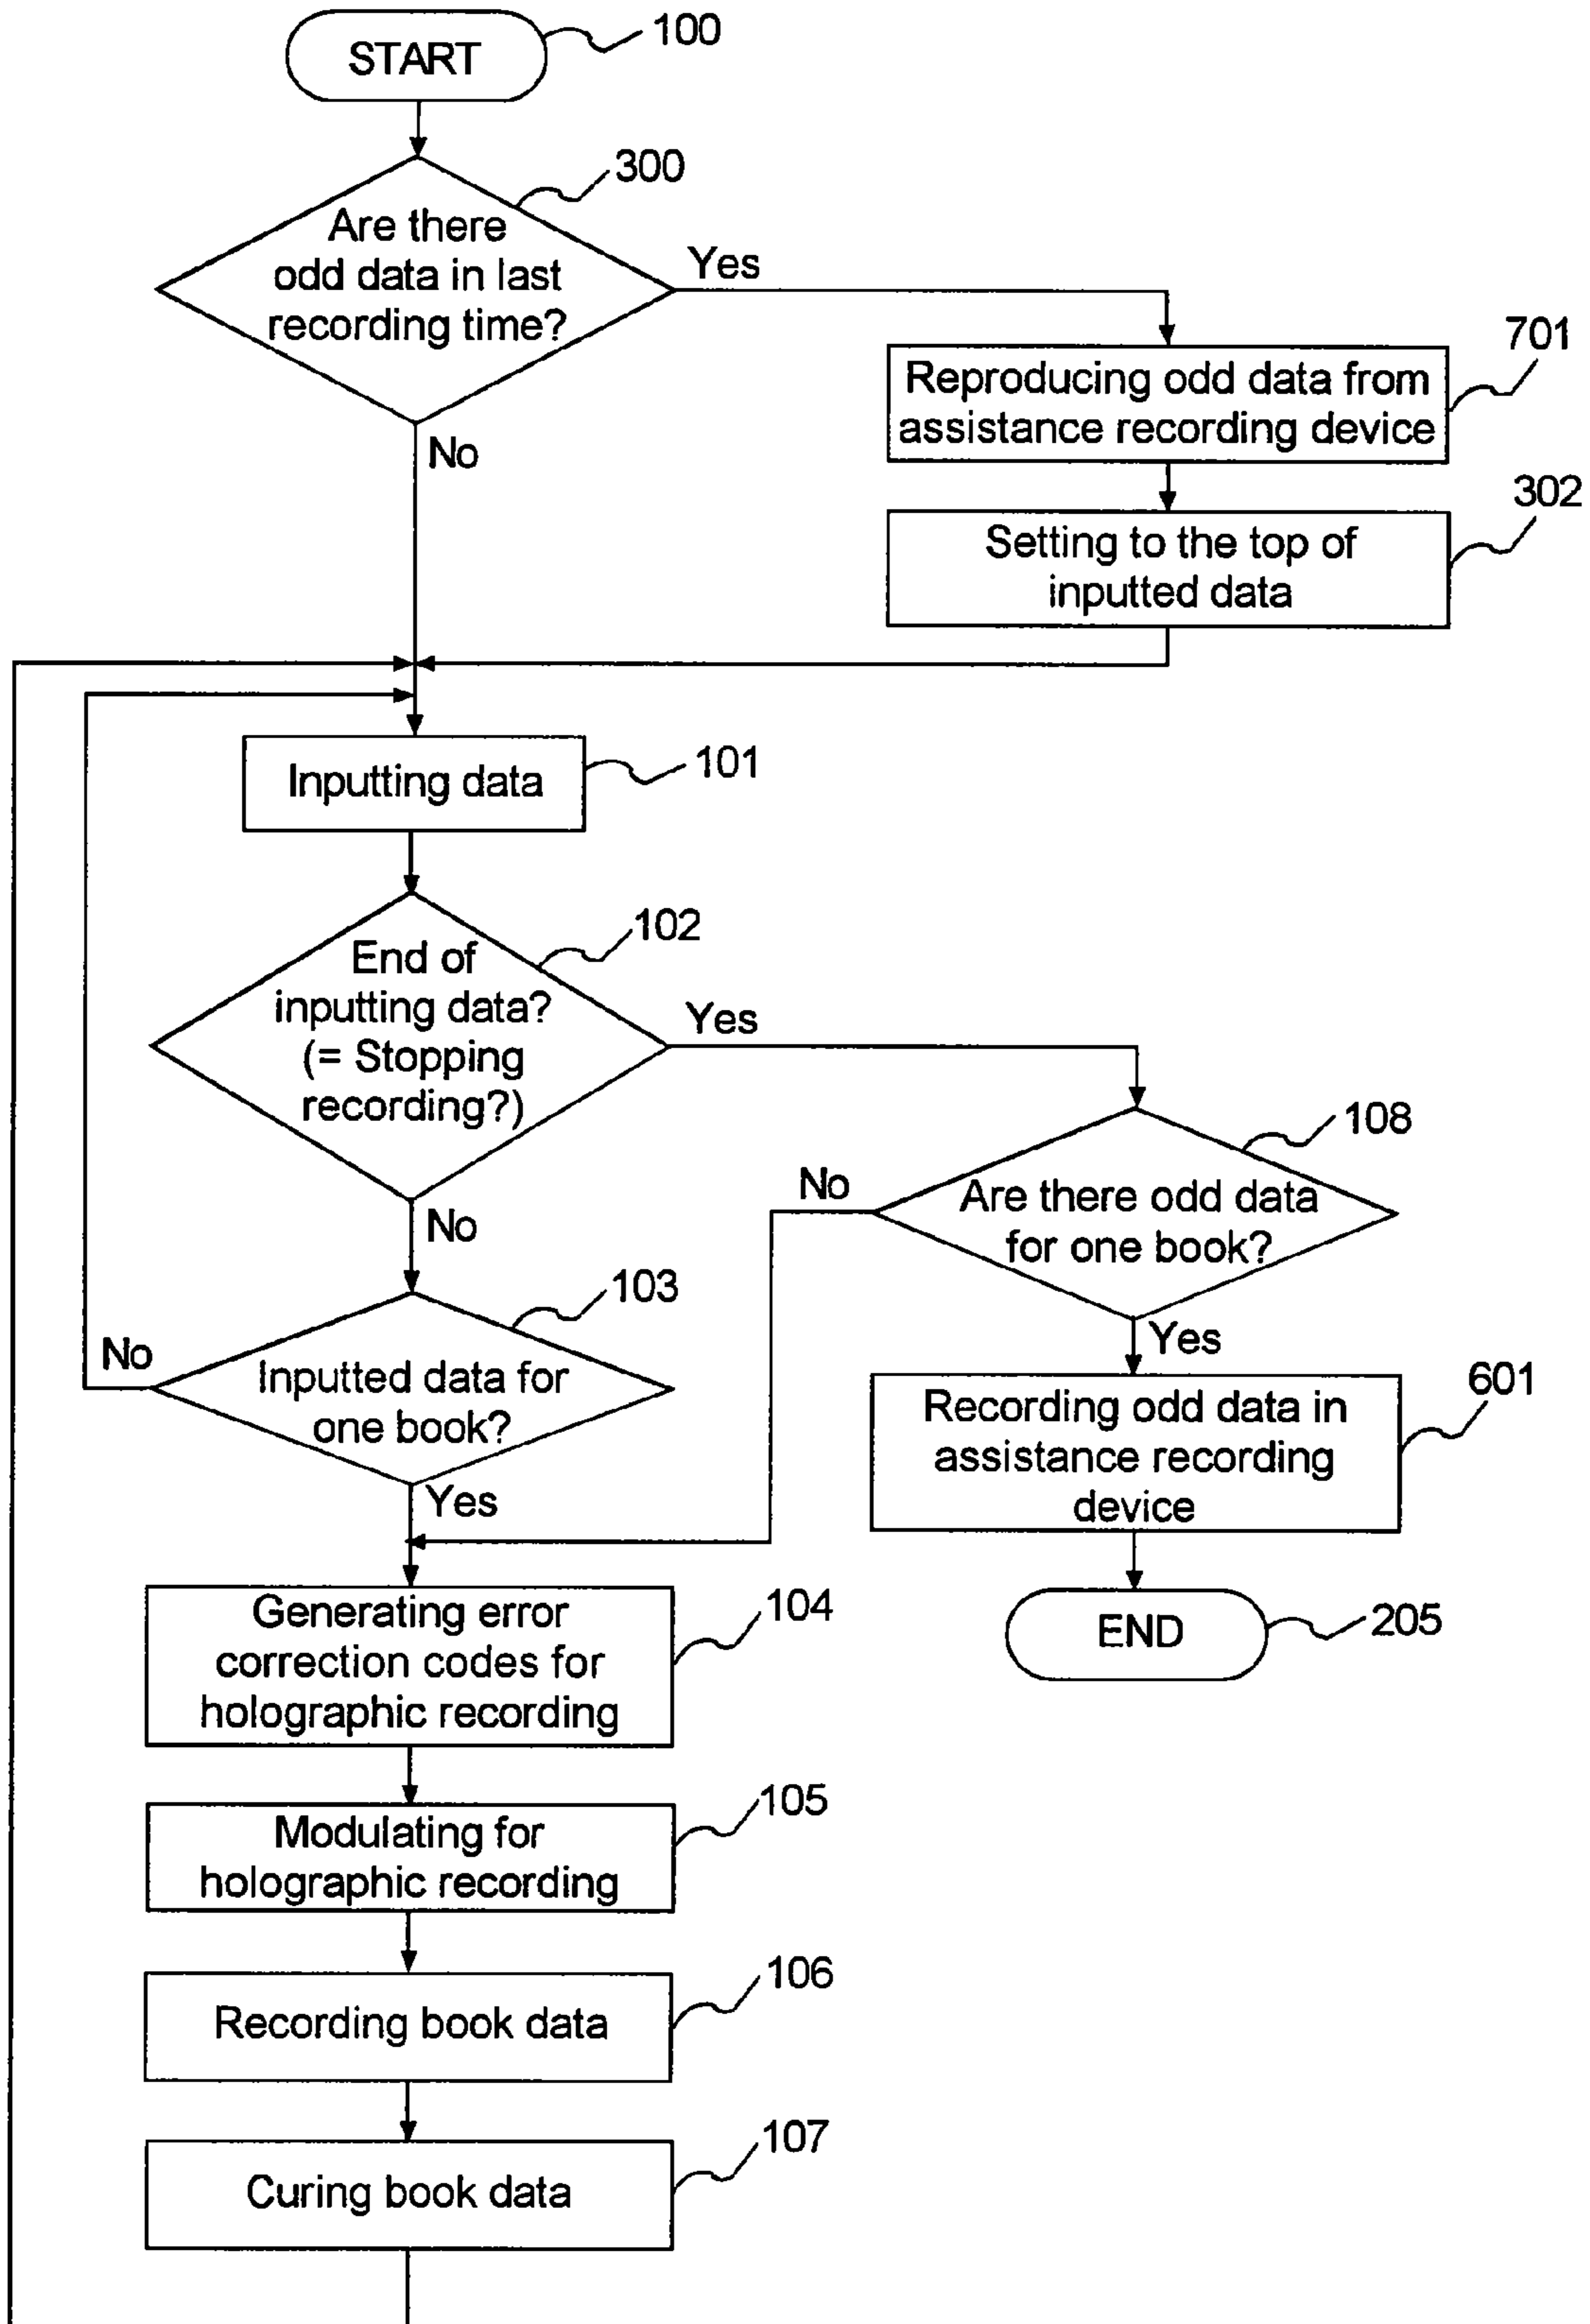 START
100
300
Are there
odd data in last
recording time?
Yes
No
701
Reproducing odd data from
assistance recording device
302
Setting to the top of
inputted data
Inputting data
101
102
End of
inputting data?
(= Stopping
recording?)
Yes
No
108
Are there odd data
for one book?
No
Yes
103
Inputted data for
one book?
No
Yes
601
Recording odd data in
assistance recording
device
END
205
Generating error
correction codes for
holographic recording
104
Modulating for
holographic recording
105
Recording book data
106
Curing book data
107